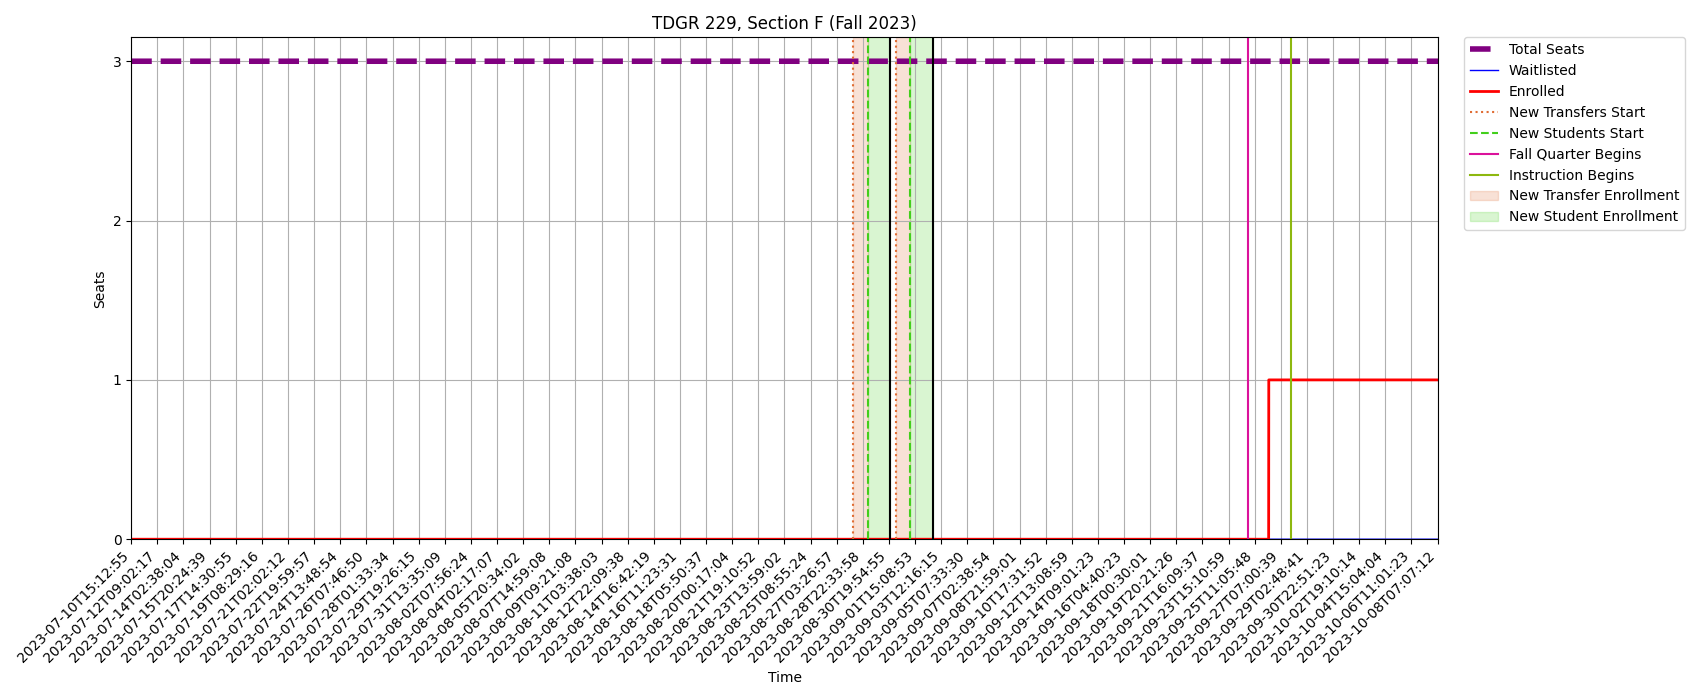 TDGR 229, Section F (Fall 2023)
Total Seats
Waitlisted
Enrolled
New Transfers Start
New Students Start
Fall Quarter Begins
Instruction Begins
New Transfer Enrollment
New Student Enrollment
Seats
3
2
1
0
2023-07-10T15:12:55
2023-07-12T09:02:17
2023-07-14T02:38:04
2023-07-15T20:24:39
2023-07-17T14:30:55
2023-07-19T08:29:16
2023-07-21T02:02:12
2023-07-22T19:59:57
2023-07-24T13:48:54
2023-07-26T07:46:50
2023-07-28T01:33:34
2023-07-29T19:26:15
2023-07-31T13:35:09
2023-08-02T07:56:24
2023-08-04T02:17:07
2023-08-05T20:34:02
2023-08-07T14:59:08
2023-08-09T09:21:08
2023-08-11T03:38:03
2023-08-12T22:09:38
2023-08-14T16:42:19
2023-08-16T11:23:31
2023-08-18T05:50:37
2023-08-20T00:17:04
2023-08-21T19:10:52
2023-08-23T13:59:02
2023-08-25T08:55:24
2023-08-27T03:26:57
2023-08-28T22:33:58
2023-08-30T19:54:55
2023-09-01T15:08:53
2023-09-03T12:16:15
2023-09-05T07:33:30
2023-09-07T02:38:54
2023-09-08T21:59:01
2023-09-10T17:31:52
2023-09-12T13:08:59
2023-09-14T09:01:23
2023-09-16T04:40:23
2023-09-18T00:30:01
2023-09-19T20:21:26
2023-09-21T16:09:37
2023-09-23T15:10:59
2023-09-25T11:05:48
2023-09-27T07:00:39
2023-09-29T02:48:41
2023-09-30T22:51:23
2023-10-02T19:10:14
2023-10-04T15:04:04
2023-10-06T11:01:23
2023-10-08T07:07:12
Time